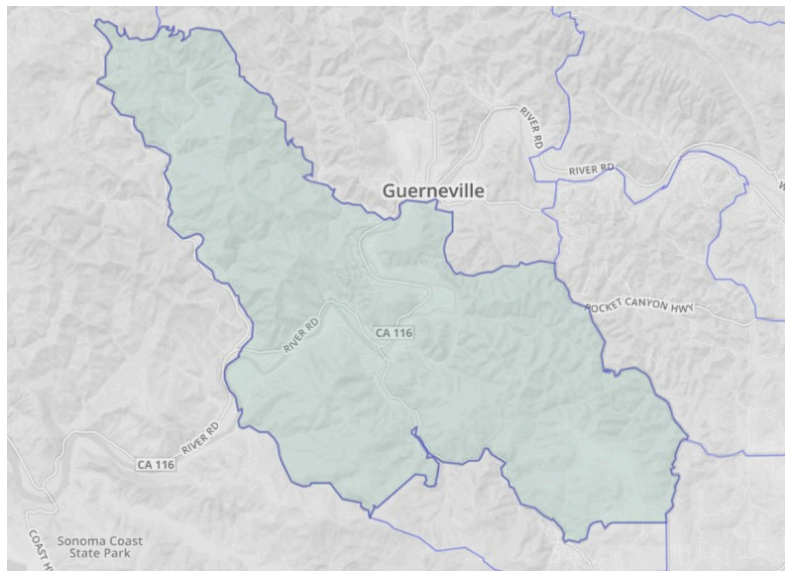 RIVER RD
RIVER RD
Guerneville
POCKET CANYON HWY
RIVER RD
CA 116
RIVER RD
CA 116
Sonoma Coast
State Park